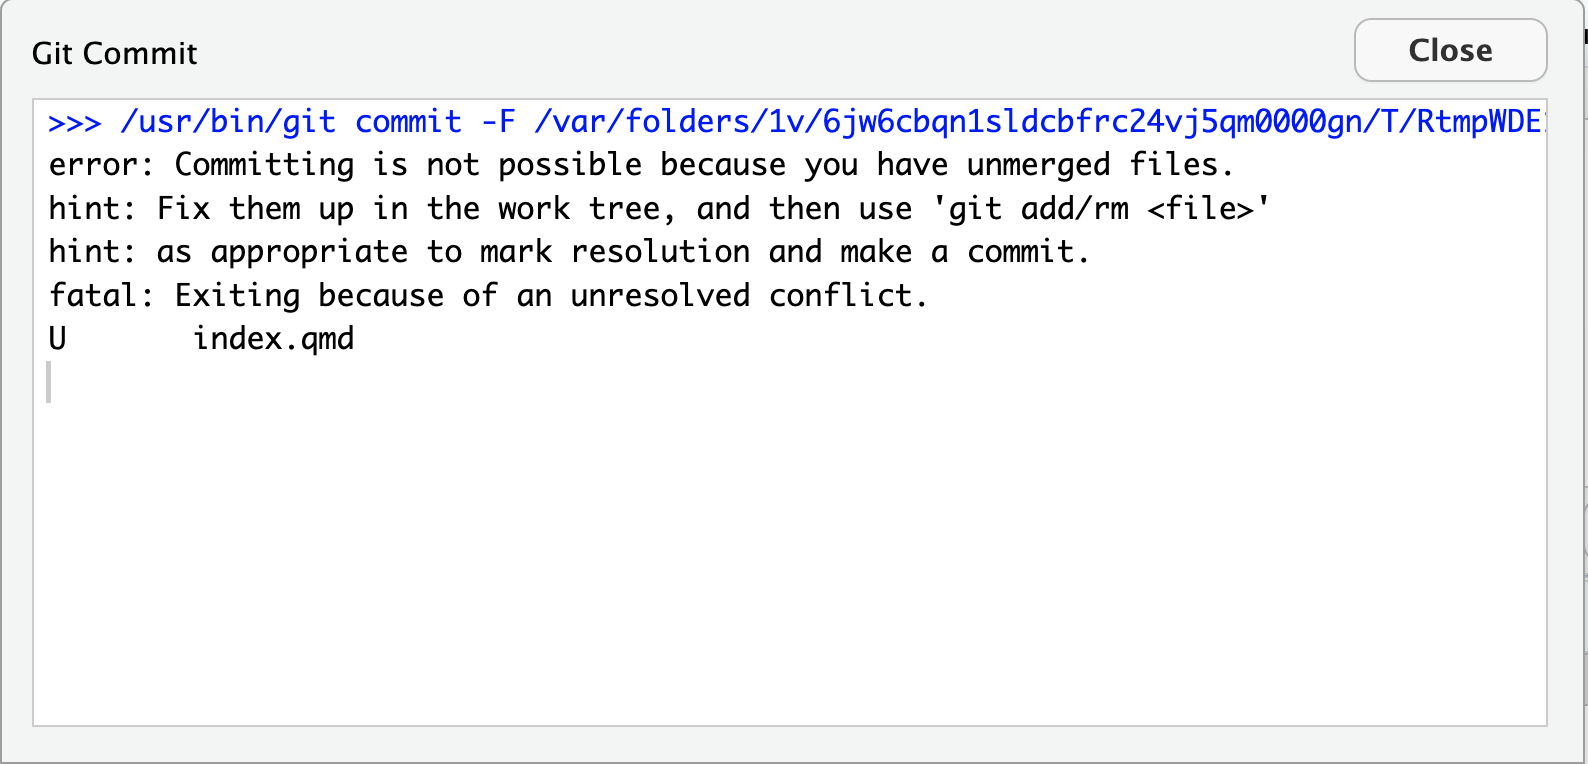 Git Commit
Close
>>> /usr/bin/git commit -F /var/folders/1v/6jw6cbqn1sldcbfrc24vj5qm0000gn/T/RtmpWDE
error: Committing is not possible because you have unmerged files.
hint: Fix them up in the work tree, and then use 'git add/rm <file>'
hint: as appropriate to mark resolution and make a commit.
fatal: Exiting because of an unresolved conflict.
U       index.qmd